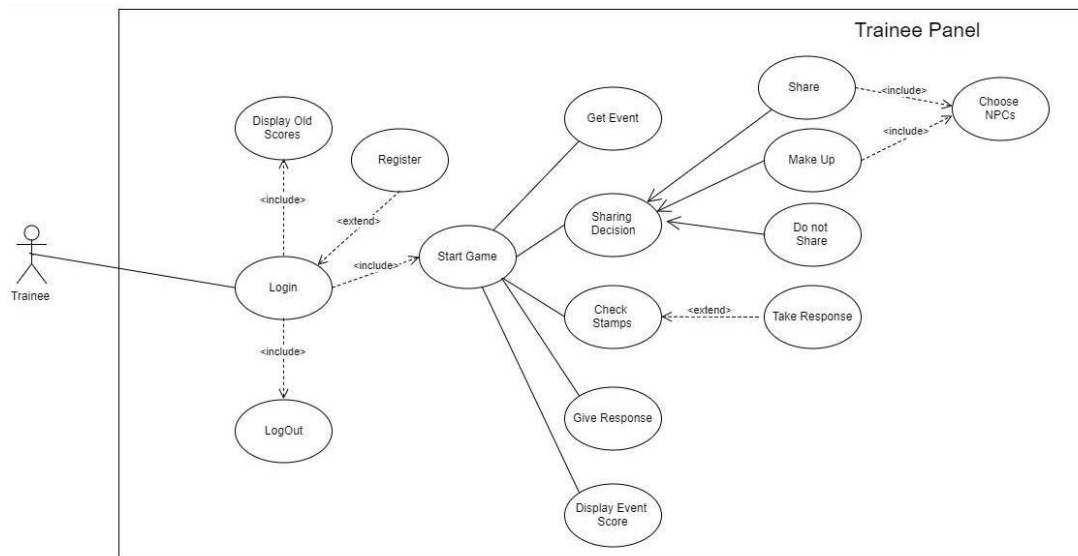 Trainee Panel
Share
<include>
Choose
NPCs
Get Event
Display Old
Scores
Register
Make Up
<include>
<include>
<extend>
Sharing
Decision
Do not
Share
Start Game
<include>
Login
Trainee
Check
Stamps
<extend>
Take Response
<include>
LogOut
Give Response
Display Event
Score